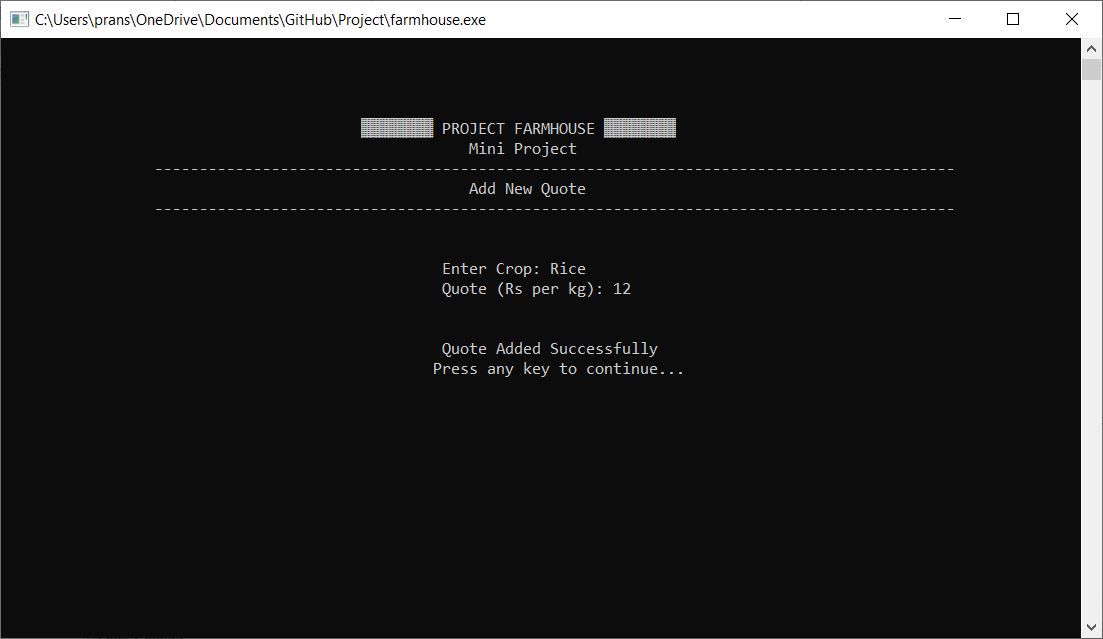 C:\Users\prans\OneDrive\Documents\GitHub\Project\farmhouse.exe
▒▒▒▒▒▒▒▒ PROJECT FARMHOUSE ▒▒▒▒▒▒▒▒
Mini Project
-----------------------------------------------------------------------------------------
Add New Quote
-----------------------------------------------------------------------------------------
Enter Crop: Rice
Quote (Rs per kg): 12
Quote Added Successfully
Press any key to continue...